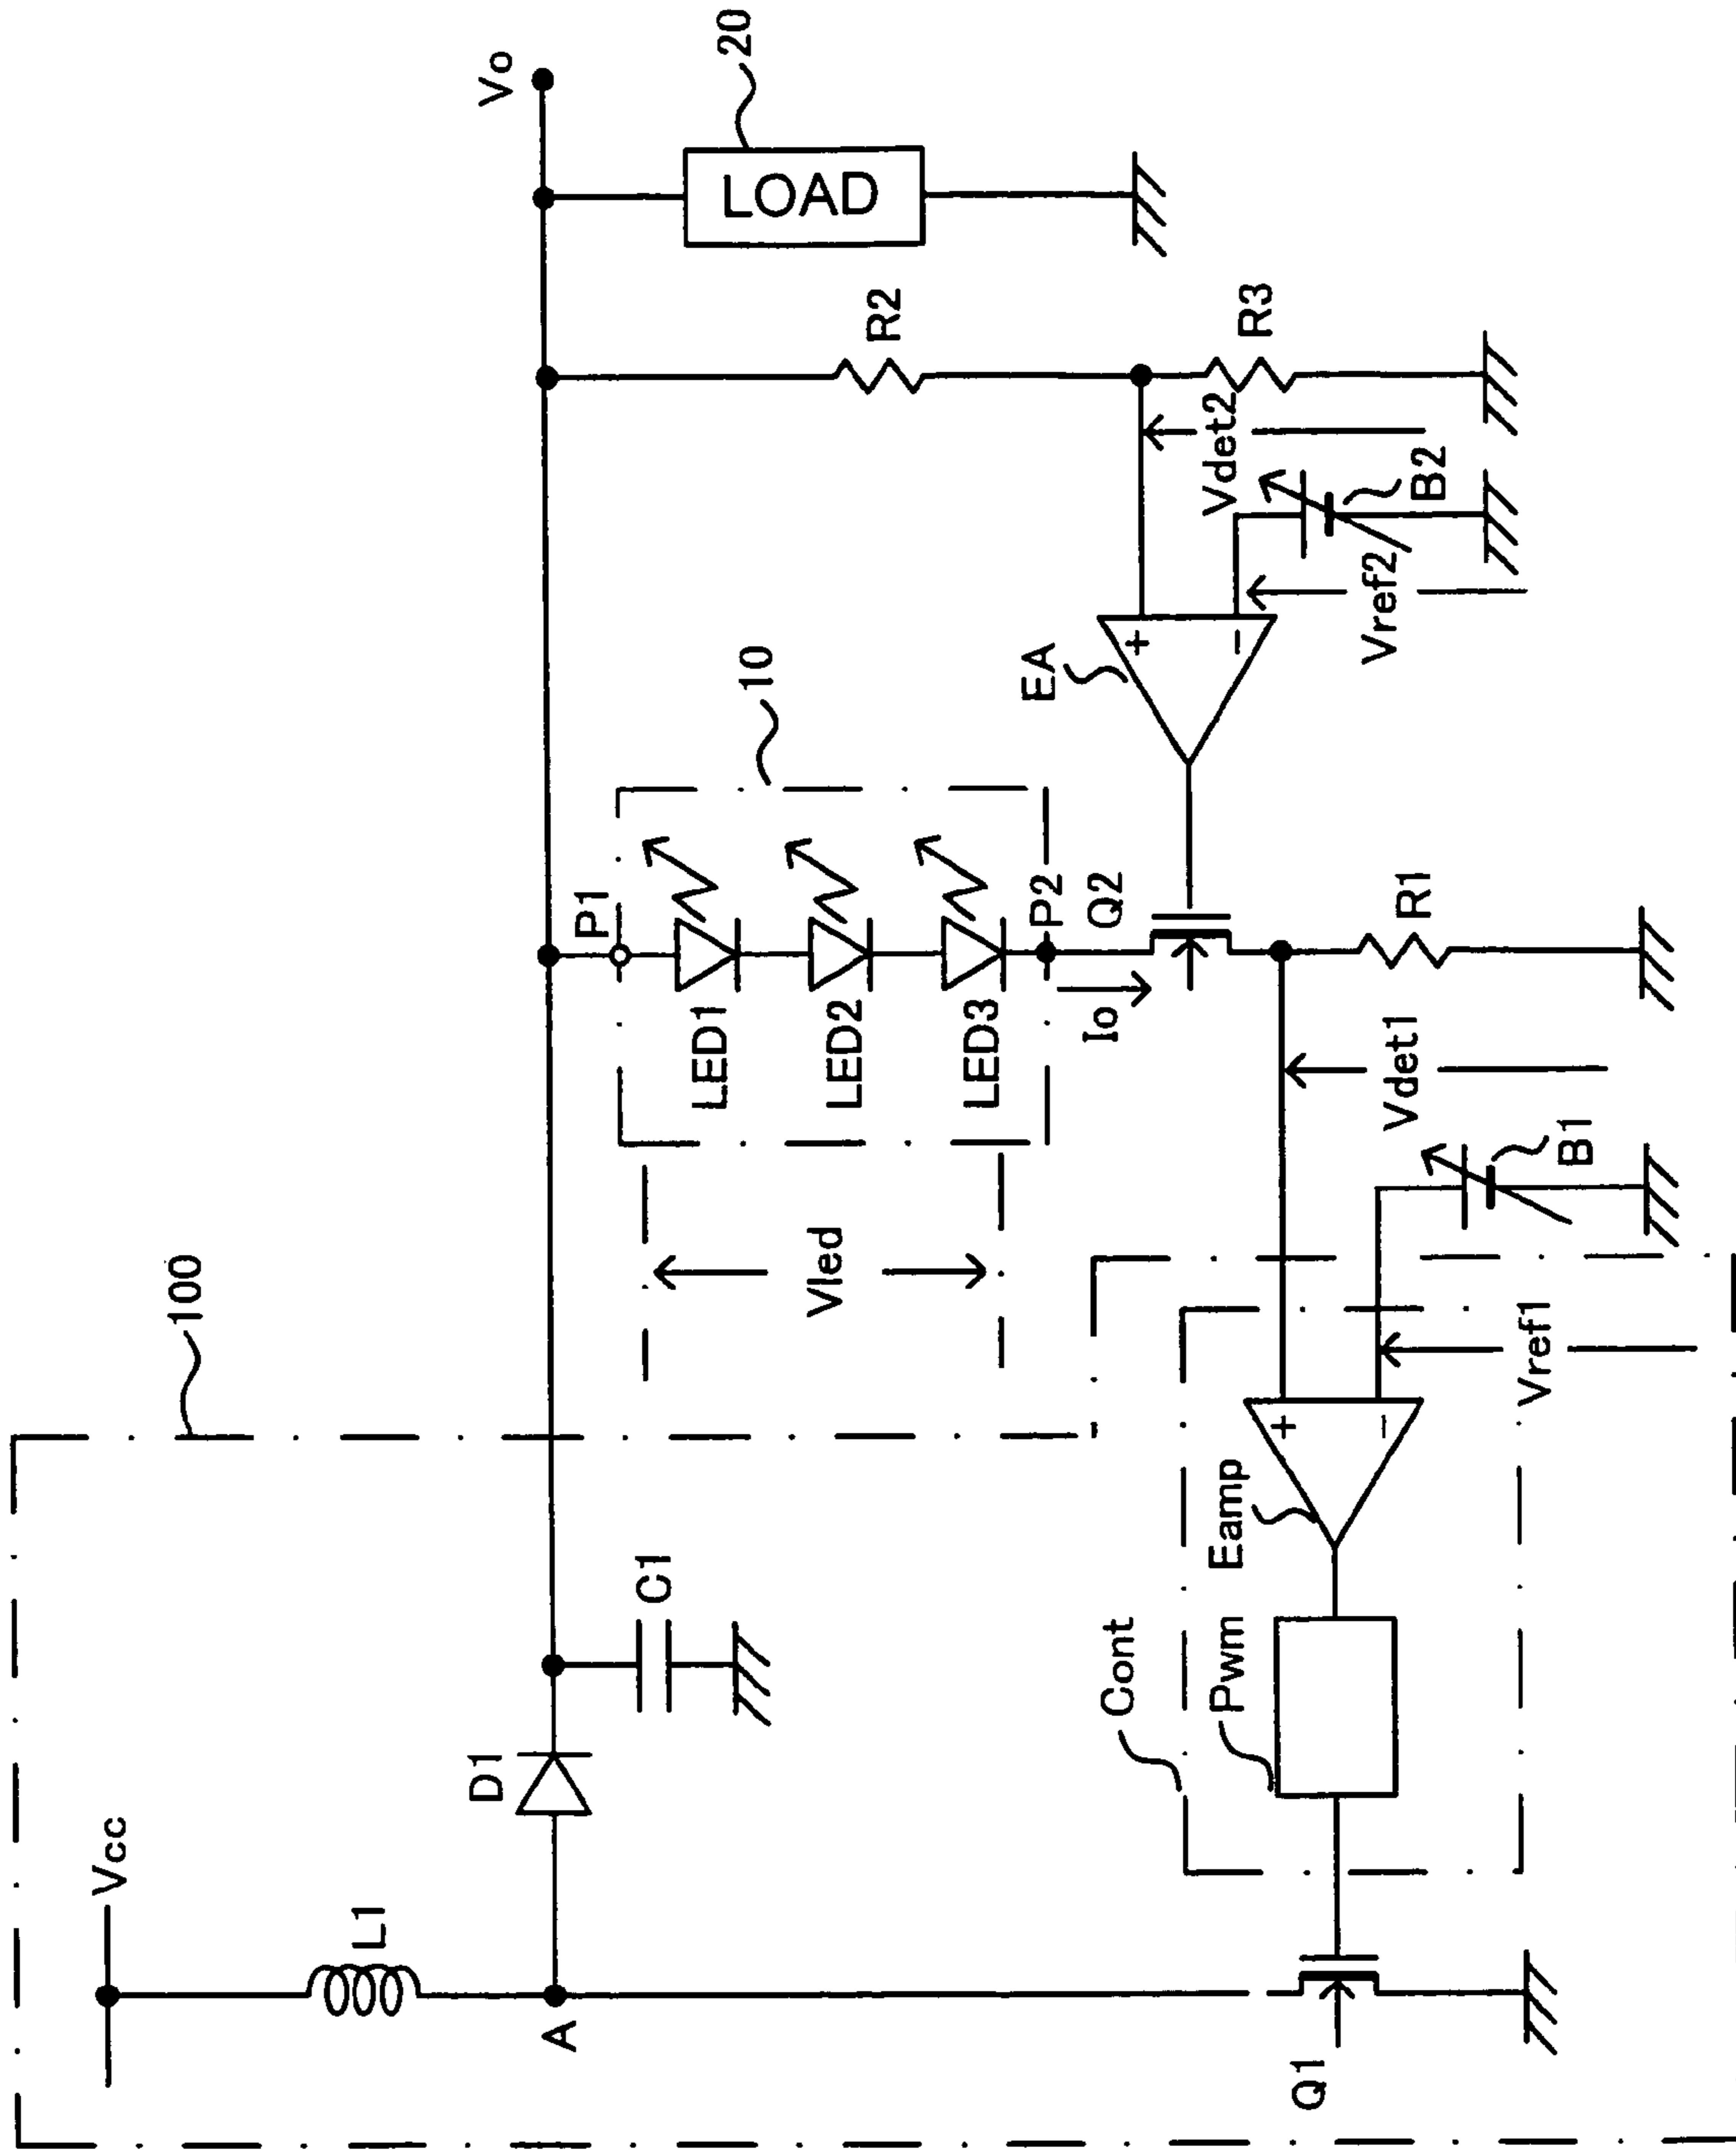 100
Vcc
L1
A
D1
C1
Vo
P1
10
LED1
LED2
LED3
Vled
P2
Io
Q2
EA
+
−
R2
R3
LOAD
20
Vdet2
Vref2
B2
R1
Vdet1
B1
Vref1
Eamp
+
−
Cont
Pwm
Q1